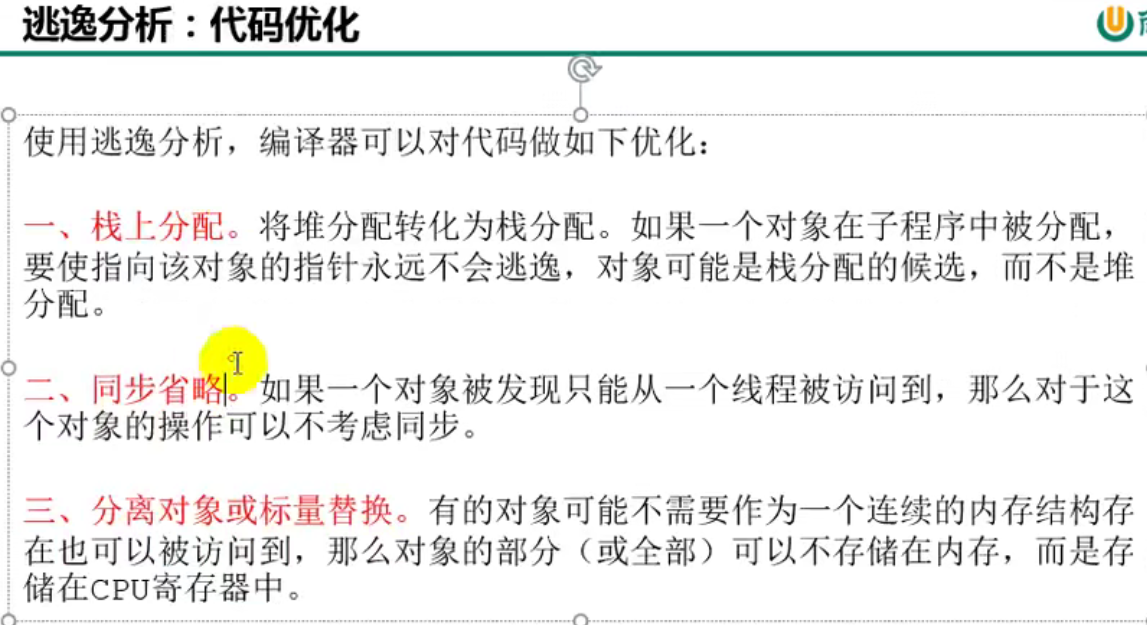 逃逸分析：代码优化
使用逃逸分析，编译器可以对代码做如下优化：
一、栈上分配。将堆分配转化为栈分配。如果一个对象在子程序中被分配，
要使指向该对象的指针永远不会逃逸，对象可能是栈分配的候选，而不是堆
分配。
二、同步省略。如果一个对象被发现只能从一个线程被访问到，那么对于这
个对象的操作可以不考虑同步。
三、分离对象或标量替换。有的对象可能不需要作为一个连续的内存结构存
在也可以被访问到，那么对象的部分（或全部）可以不存储在内存，而是存
储在CPU寄存器中。